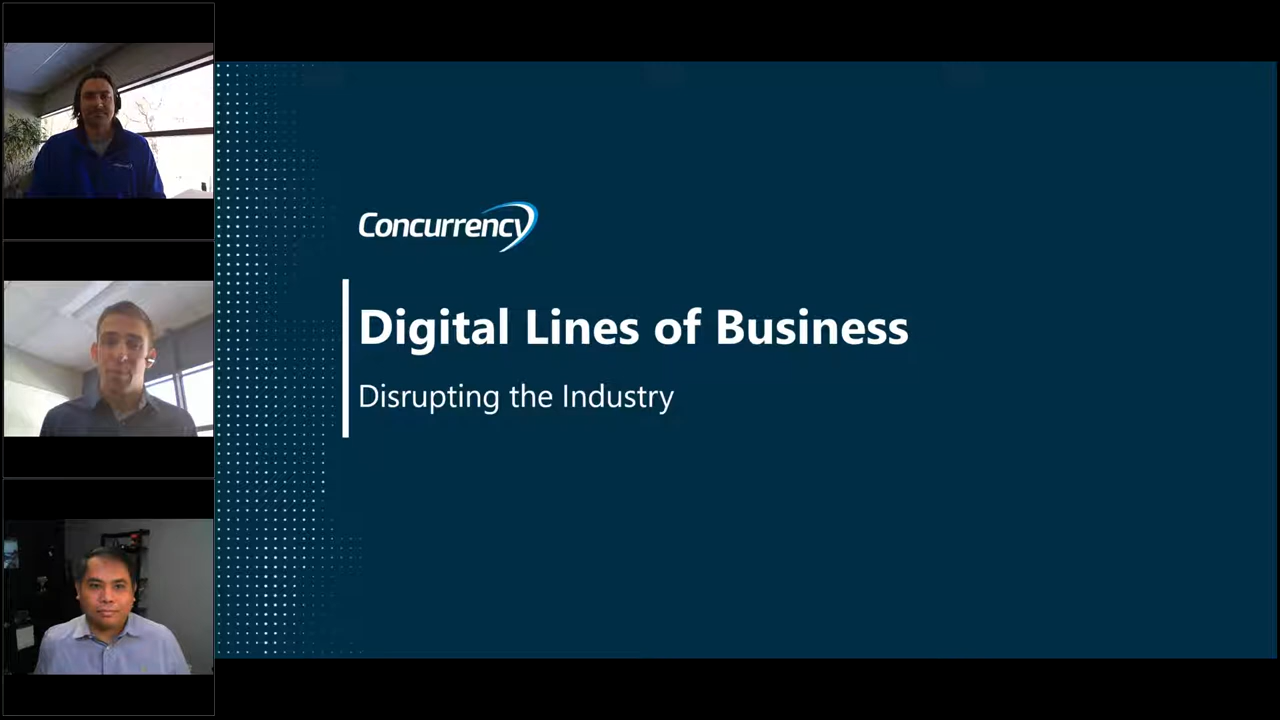 Concurrency
Digital Lines of Business
Disrupting the Industry